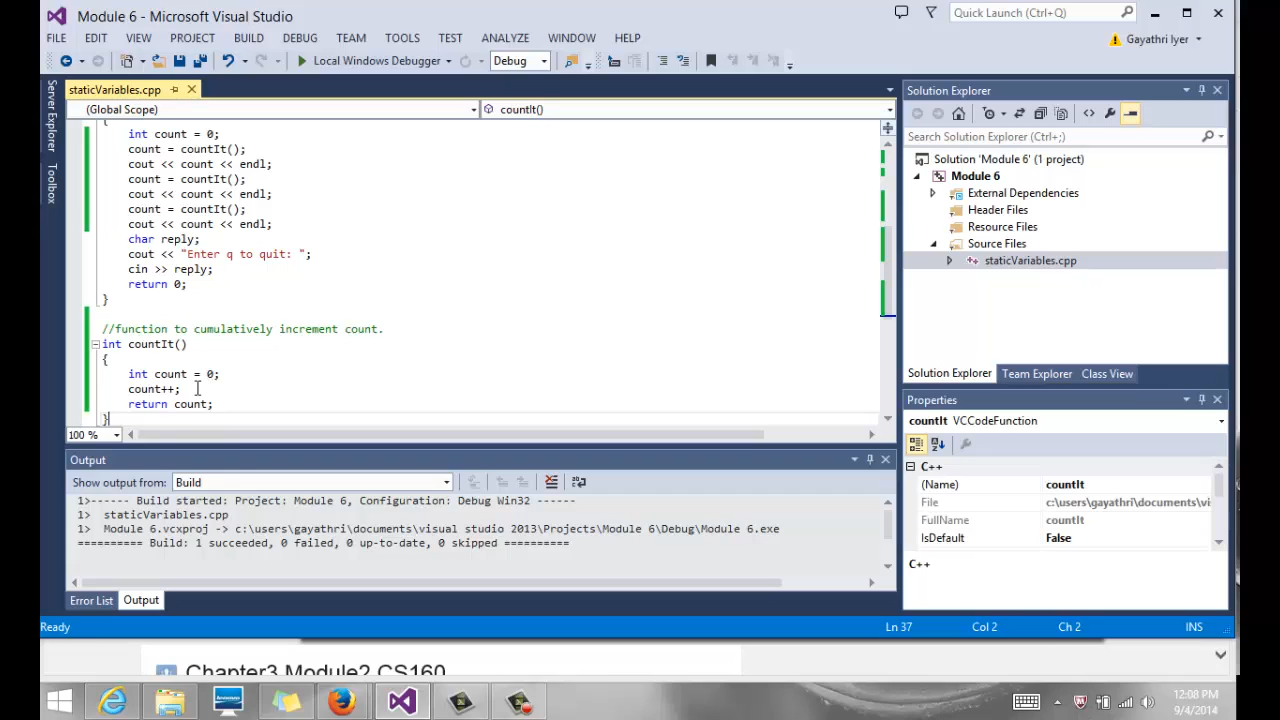 Module 6 - Microsoft Visual Studio
Quick Launch (Ctrl+Q)
FILE EDIT VIEW PROJECT BUILD DEBUG TEAM TOOLS TEST ANALYZE WINDOW HELP
Gayathri Iyer
Local Windows Debugger
Debug
Server Explorer
Toolbox
staticVariables.cpp
(Global Scope)
countIt()
{
int count = 0;
count = countIt();
cout << count << endl;
count = countIt();
cout << count << endl;
count = countIt();
cout << count << endl;
char reply;
cout << "Enter q to quit: ";
cin >> reply;
return 0;
}
//function to cumulatively increment count.
int countIt()
{
int count = 0;
count++;
return count;
}
100 %
Output
Show output from: Build
1>------ Build started: Project: Module 6, Configuration: Debug Win32 ------
1> staticVariables.cpp
1> Module 6.vcxproj -> c:\users\gayathri\documents\visual studio 2013\Projects\Module 6\Debug\Module 6.exe
========== Build: 1 succeeded, 0 failed, 0 up-to-date, 0 skipped ==========
Error List Output
Solution Explorer
Search Solution Explorer (Ctrl+;)
Solution 'Module 6' (1 project)
Module 6
External Dependencies
Header Files
Resource Files
Source Files
staticVariables.cpp
Solution Explorer Team Explorer Class View
Properties
countIt VCCodeFunction
C++
(Name) countIt
File c:\users\gayathri\documents\vi
FullName countIt
IsDefault False
C++
Ready Ln 37 Col 2 Ch 2 INS
Chapter3 Module2 CS160
12:08 PM
9/4/2014